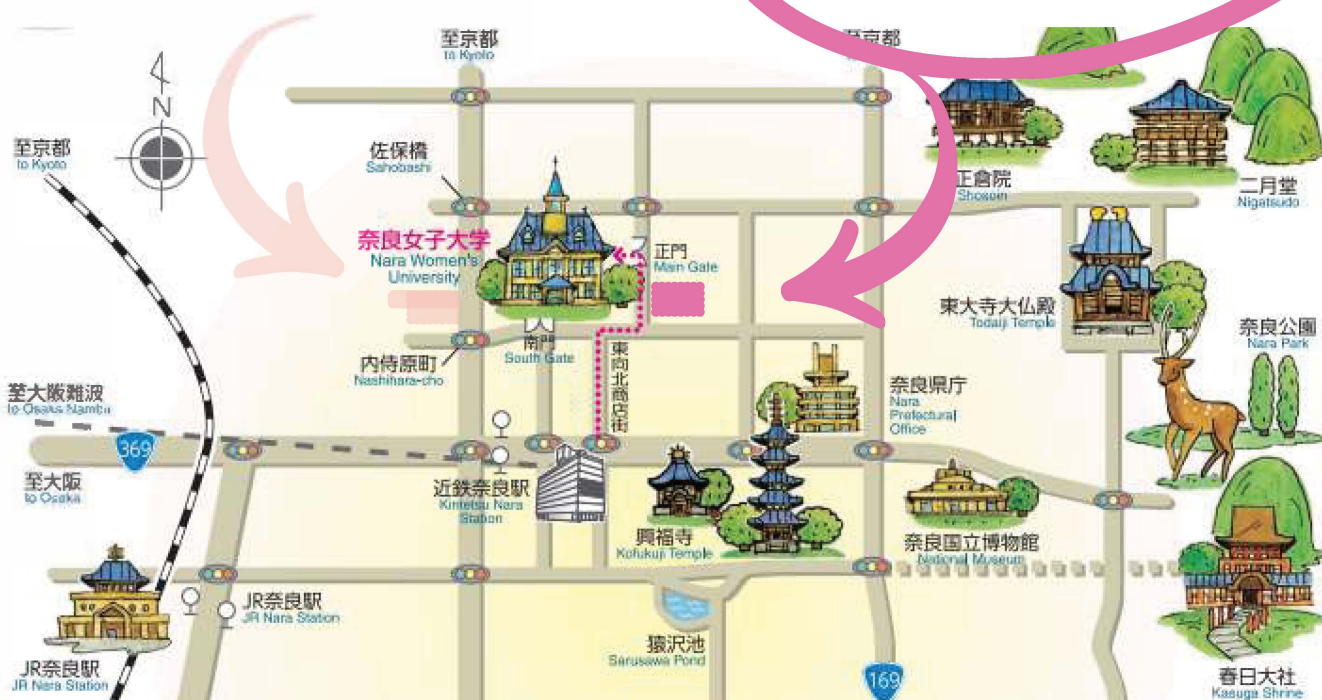 至京都
to Kyoto
至京都
to Kyoto
N
至京都
to Kyoto
佐保橋
Sahobashi
正倉院
Shosoin
二月堂
Nigatsudo
奈良女子大学
Nara Women's
University
正門
Main Gate
東大寺大仏殿
Todaiji Temple
奈良公園
Nara Park
内侍原町
Nashihara-cho
南門
South Gate
東向北商店街
奈良県庁
Nara
Prefectural
Office
至大阪難波
to Osaka Namba
369
至大阪
to Osaka
近鉄奈良駅
Kintetsu Nara
Station
興福寺
Kofukuji Temple
奈良国立博物館
National Museum
JR奈良駅
JR Nara Station
猿沢池
Sarusawa Pond
JR奈良駅
JR Nara Station
169
春日大社
Kasuga Shrine